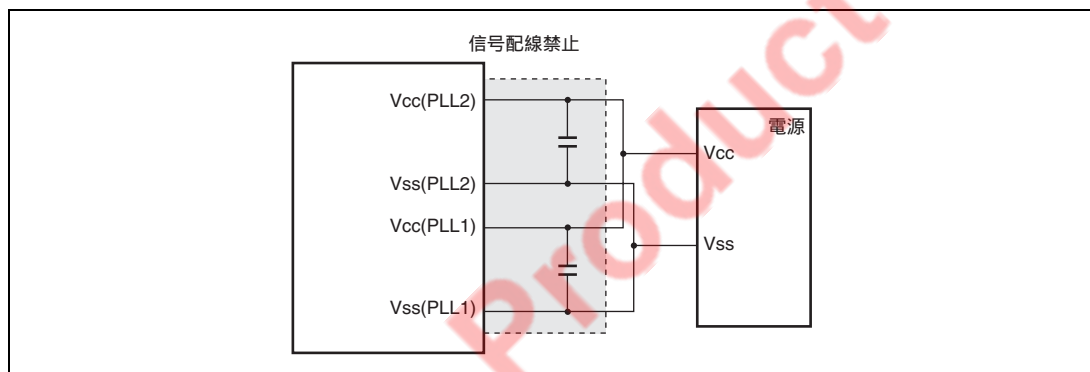 信号配線禁止
Vcc(PLL2)
Vss(PLL2)
Vcc(PLL1)
Vss(PLL1)
電源
Vcc
Vss
Product